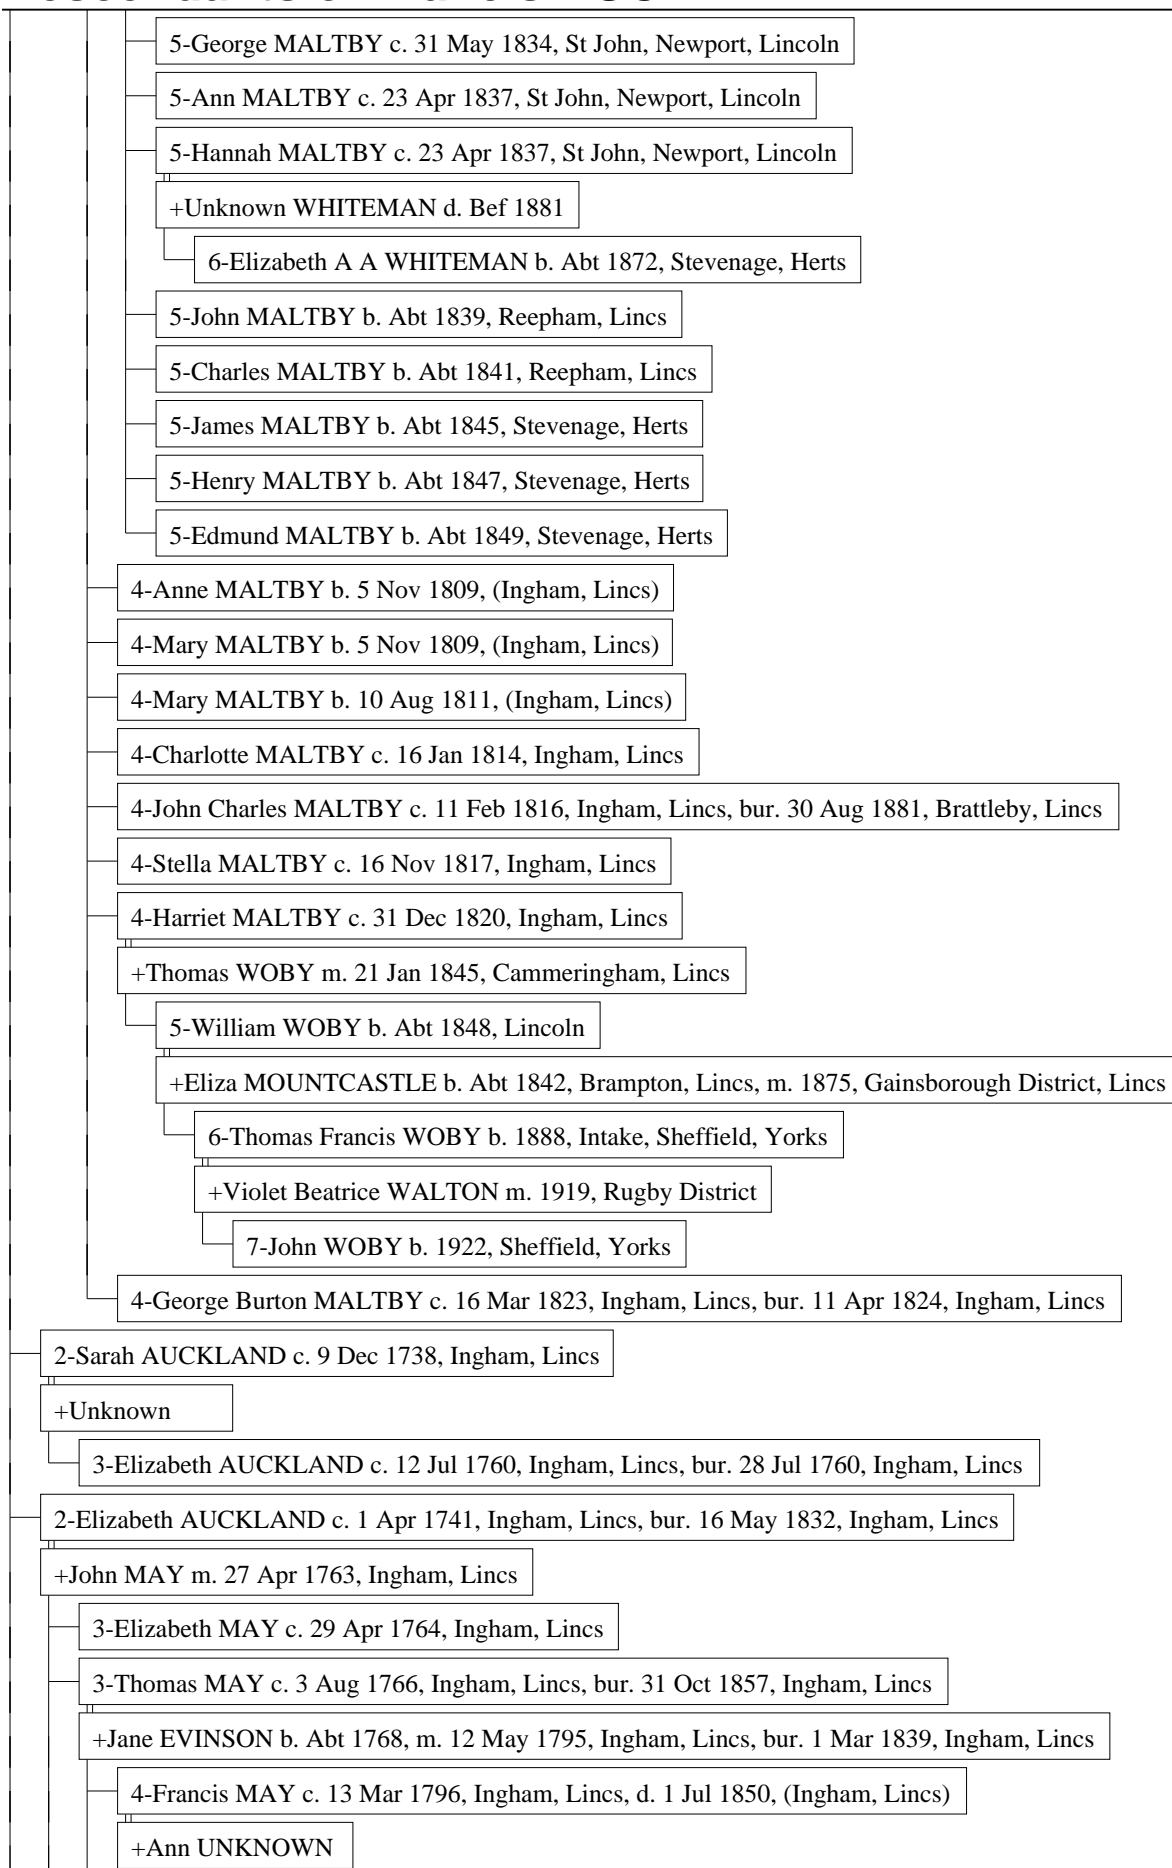 5-George MALTBY c. 31 May 1834, St John, Newport, Lincoln
5-Ann MALTBY c. 23 Apr 1837, St John, Newport, Lincoln
5-Hannah MALTBY c. 23 Apr 1837, St John, Newport, Lincoln
+Unknown WHITEMAN d. Bef 1881
6-Elizabeth A A WHITEMAN b. Abt 1872, Stevenage, Herts
5-John MALTBY b. Abt 1839, Reepham, Lincs
5-Charles MALTBY b. Abt 1841, Reepham, Lincs
5-James MALTBY b. Abt 1845, Stevenage, Herts
5-Henry MALTBY b. Abt 1847, Stevenage, Herts
5-Edmund MALTBY b. Abt 1849, Stevenage, Herts
4-Anne MALTBY b. 5 Nov 1809, (Ingham, Lincs)
4-Mary MALTBY b. 5 Nov 1809, (Ingham, Lincs)
4-Mary MALTBY b. 10 Aug 1811, (Ingham, Lincs)
4-Charlotte MALTBY c. 16 Jan 1814, Ingham, Lincs
4-John Charles MALTBY c. 11 Feb 1816, Ingham, Lincs, bur. 30 Aug 1881, Brattleby, Lincs
4-Stella MALTBY c. 16 Nov 1817, Ingham, Lincs
4-Harriet MALTBY c. 31 Dec 1820, Ingham, Lincs
+Thomas WOBY m. 21 Jan 1845, Cammeringham, Lincs
5-William WOBY b. Abt 1848, Lincoln
+Eliza MOUNTCASTLE b. Abt 1842, Brampton, Lincs, m. 1875, Gainsborough District, Lincs
6-Thomas Francis WOBY b. 1888, Intake, Sheffield, Yorks
+Violet Beatrice WALTON m. 1919, Rugby District
7-John WOBY b. 1922, Sheffield, Yorks
4-George Burton MALTBY c. 16 Mar 1823, Ingham, Lincs, bur. 11 Apr 1824, Ingham, Lincs
2-Sarah AUCKLAND c. 9 Dec 1738, Ingham, Lincs
+Unknown
3-Elizabeth AUCKLAND c. 12 Jul 1760, Ingham, Lincs, bur. 28 Jul 1760, Ingham, Lincs
2-Elizabeth AUCKLAND c. 1 Apr 1741, Ingham, Lincs, bur. 16 May 1832, Ingham, Lincs
+John MAY m. 27 Apr 1763, Ingham, Lincs
3-Elizabeth MAY c. 29 Apr 1764, Ingham, Lincs
3-Thomas MAY c. 3 Aug 1766, Ingham, Lincs, bur. 31 Oct 1857, Ingham, Lincs
+Jane EVINSON b. Abt 1768, m. 12 May 1795, Ingham, Lincs, bur. 1 Mar 1839, Ingham, Lincs
4-Francis MAY c. 13 Mar 1796, Ingham, Lincs, d. 1 Jul 1850, (Ingham, Lincs)
+Ann UNKNOWN